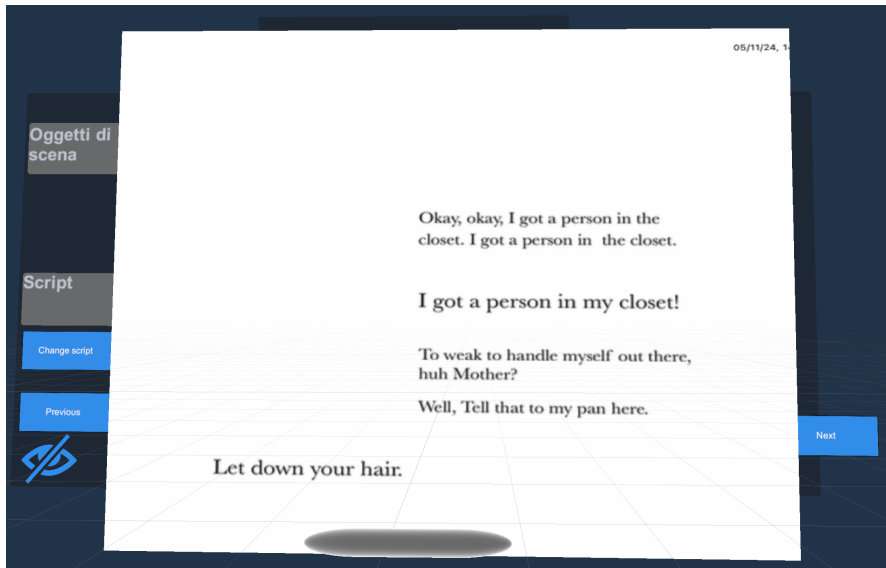 05/11/24, 1
Oggetti di
scena
Okay, okay, I got a person in the
closet. I got a person in the closet.
Script
I got a person in my closet!
Change script
To weak to handle myself out there,
huh Mother?
Previous
Well, Tell that to my pan here.
Next
Let down your hair.